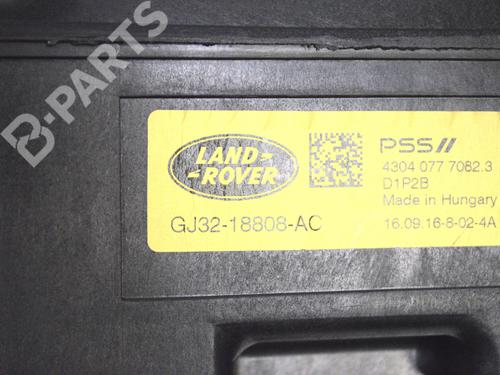 B-PARTS
LAND-
ROVER
GJ32-18808-AC
PSS//
4304 077 7082.3
D1P2B
Made in Hungary
16.09.16-8-02-4A